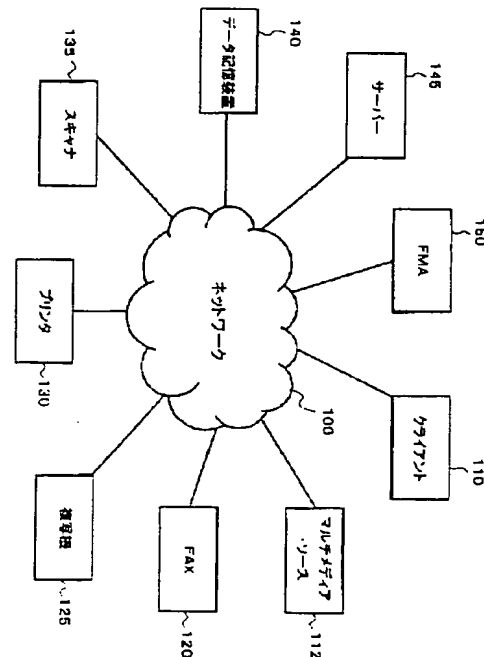 クライアント
110
マルチメディア
・ソース
112
FAX
120
複写機
125
150
FMA
100
ネットワーク
プリンタ
130
145
サーバー
140
データ記憶装置
135
スキャナ